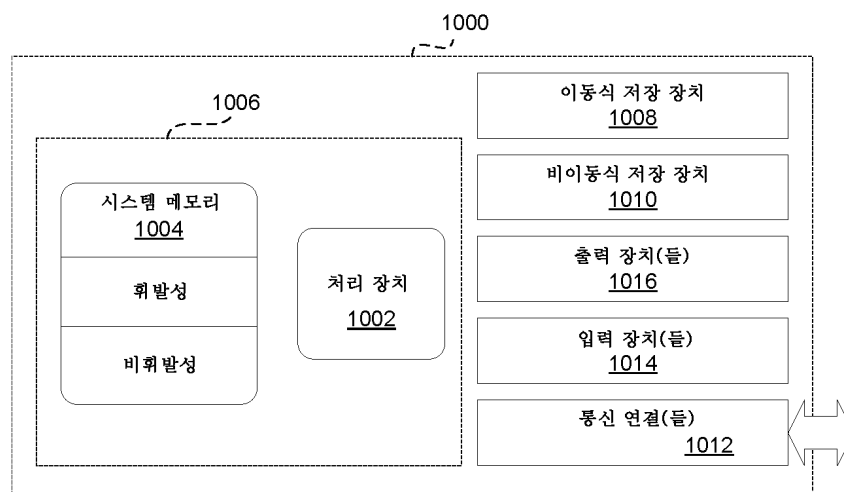 1000
1006
시스템 메모리
1004
휘발성
비휘발성
처리 장치
1002
이동식 저장 장치
1008
비이동식 저장 장치
1010
출력 장치(들)
1016
입력 장치(들)
1014
통신 연결(들)
1012